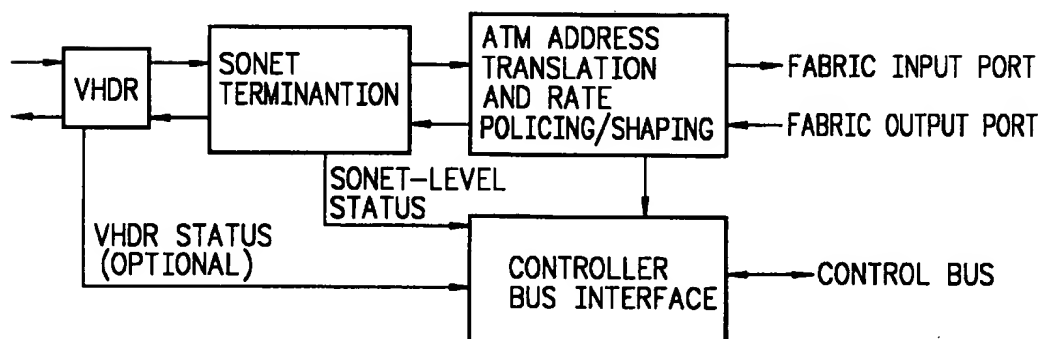 VHDR
SONET
TERMINANTION
ATM ADDRESS
TRANSLATION
AND RATE
POLICING/SHAPING
FABRIC INPUT PORT
FABRIC OUTPUT PORT
SONET-LEVEL
STATUS
VHDR STATUS
(OPTIONAL)
CONTROLLER
BUS INTERFACE
CONTROL BUS